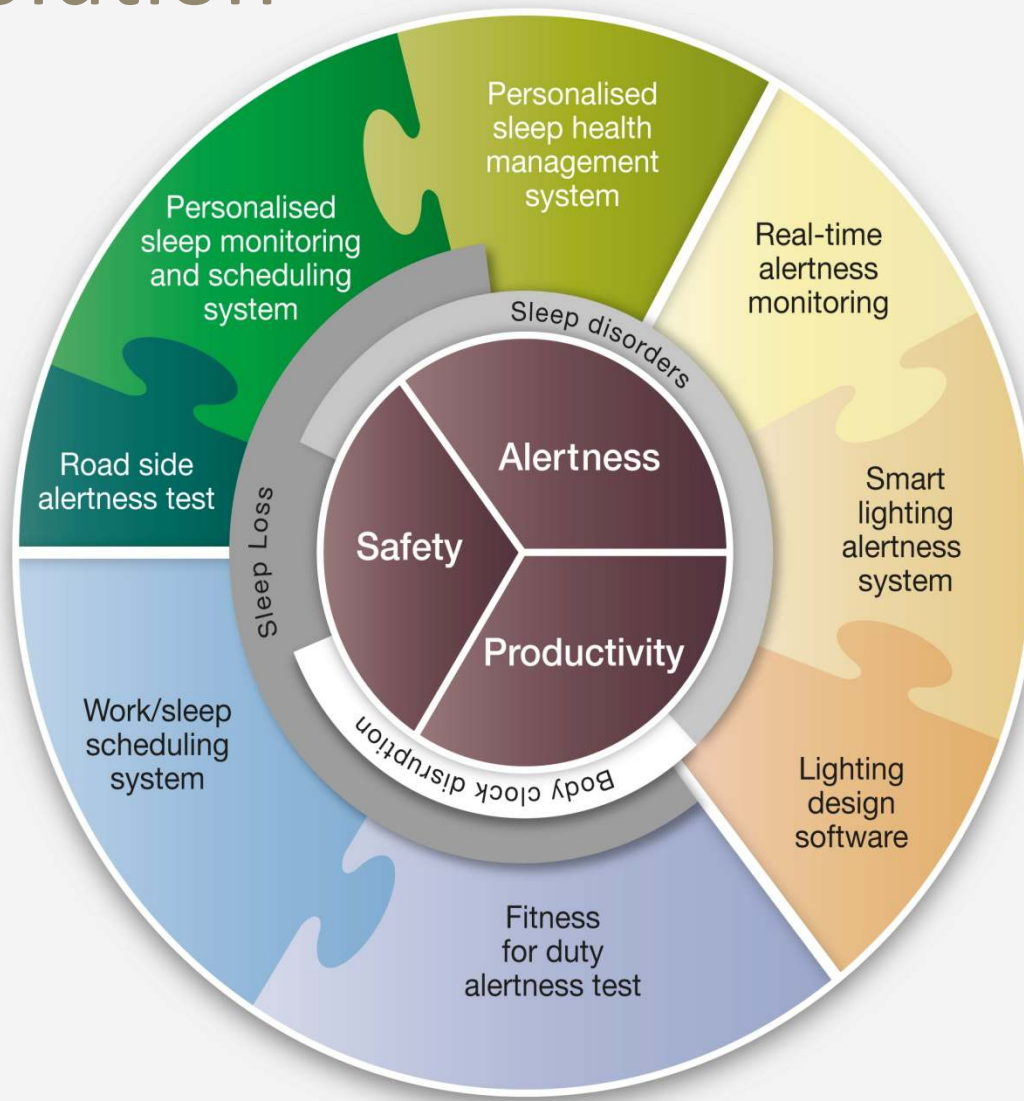 Personalised
sleep health
management
system
Real-time
alertness
monitoring
Smart
lighting
alertness
system
Lighting
design
software
Fitness
for duty
alertness test
Work/sleep
scheduling
system
Road side
alertness test
Personalised
sleep monitoring
and scheduling
system
Sleep disorders
Sleep Loss
Body clock disruption
Alertness
Safety
Productivity